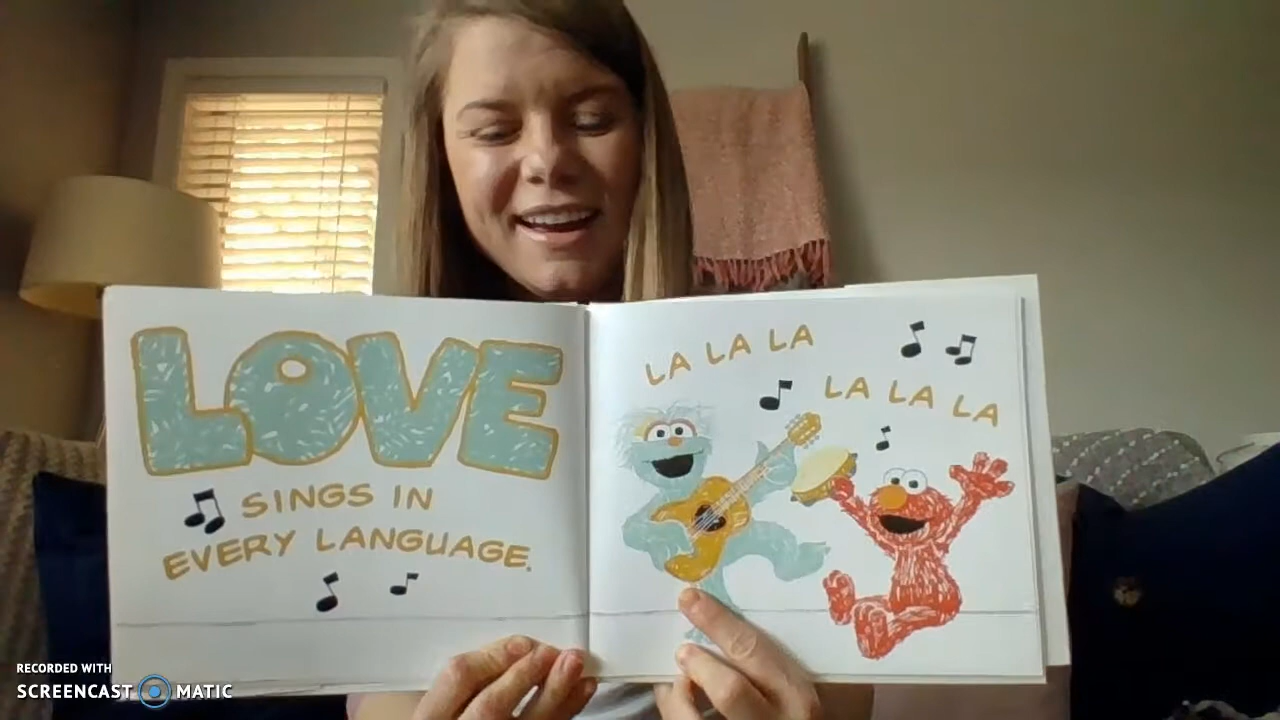 LOVE
SINGS IN
EVERY LANGUAGE.
LA LA LA
LA LA LA
RECORDED WITH
SCREENCAST MATIC